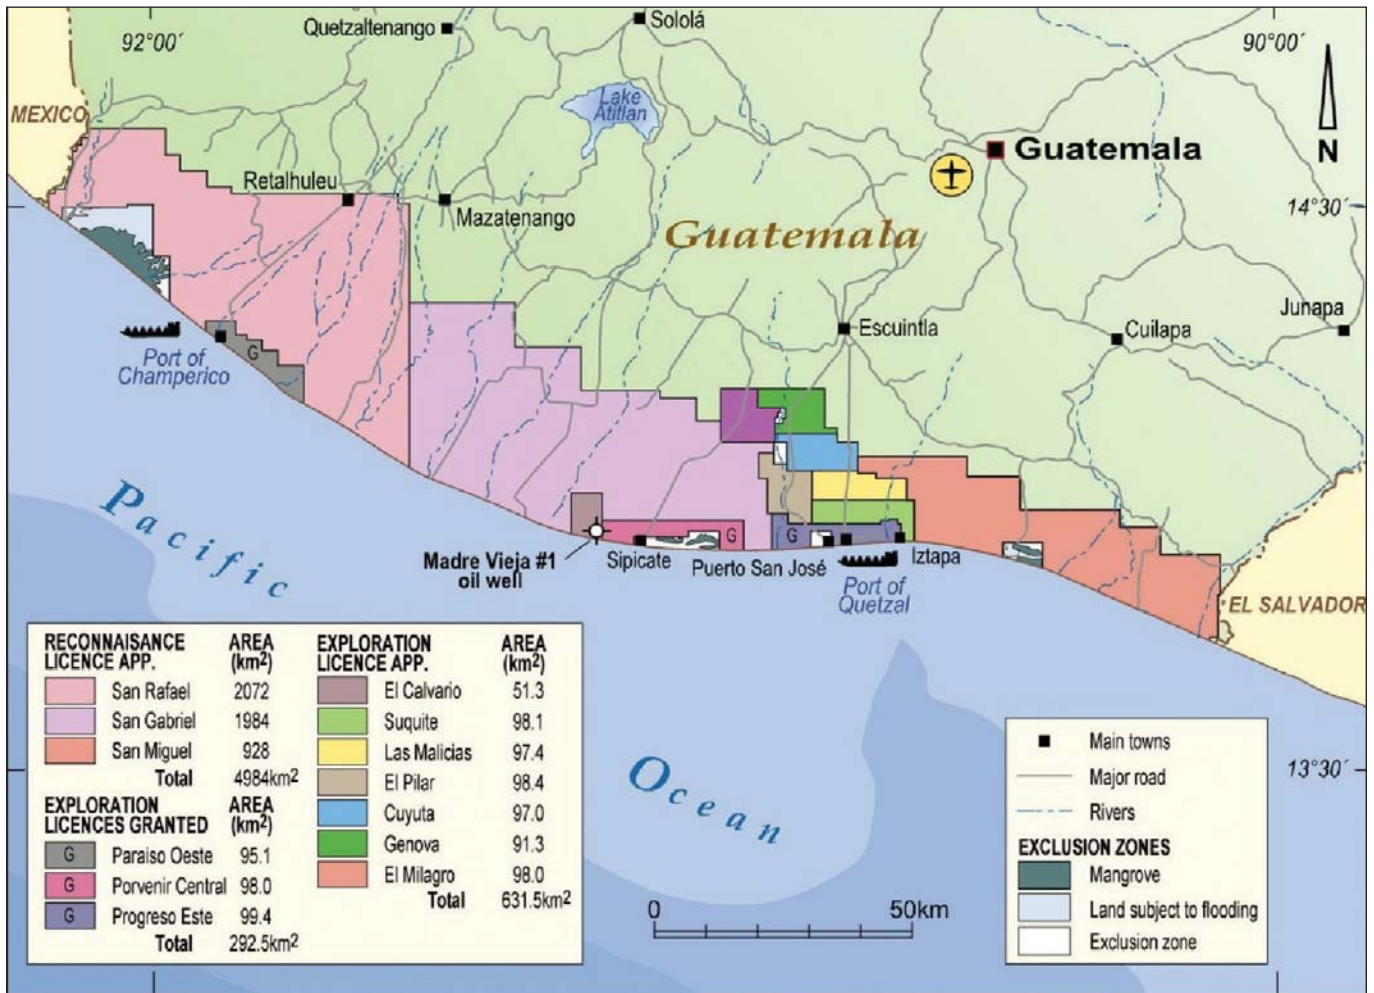 Quetzaltenango
Sololá
92°00´
90°00´
MEXICO
Lake
Atitlan
Guatemala
N
Retalhuleu
Mazatenango
14°30´
Guatemala
Port of
Champerico
G
Escuintla
Cuilapa
Junapa
Pacific
Madre Vieja #1
oil well
Sipicate
G
G
Puerto San José
Iztapa
Port of
Quetzal
EL SALVADOR
Ocean
13°30´
RECONNAISANCE
LICENCE APP.
AREA
(km2)
San Rafael 2072
San Gabriel 1984
San Miguel 928
Total 4984km2
EXPLORATION
LICENCES GRANTED
AREA
(km2)
G Paraiso Oeste 95.1
G Porvenir Central 98.0
G Progreso Este 99.4
Total 292.5km2
EXPLORATION
LICENCE APP.
AREA
(km2)
El Calvario 51.3
Suquite 98.1
Las Malicias 97.4
El Pilar 98.4
Cuyuta 97.0
Genova 91.3
El Milagro 98.0
Total 631.5km2
0 50km
Main towns
Major road
Rivers
EXCLUSION ZONES
Mangrove
Land subject to flooding
Exclusion zone